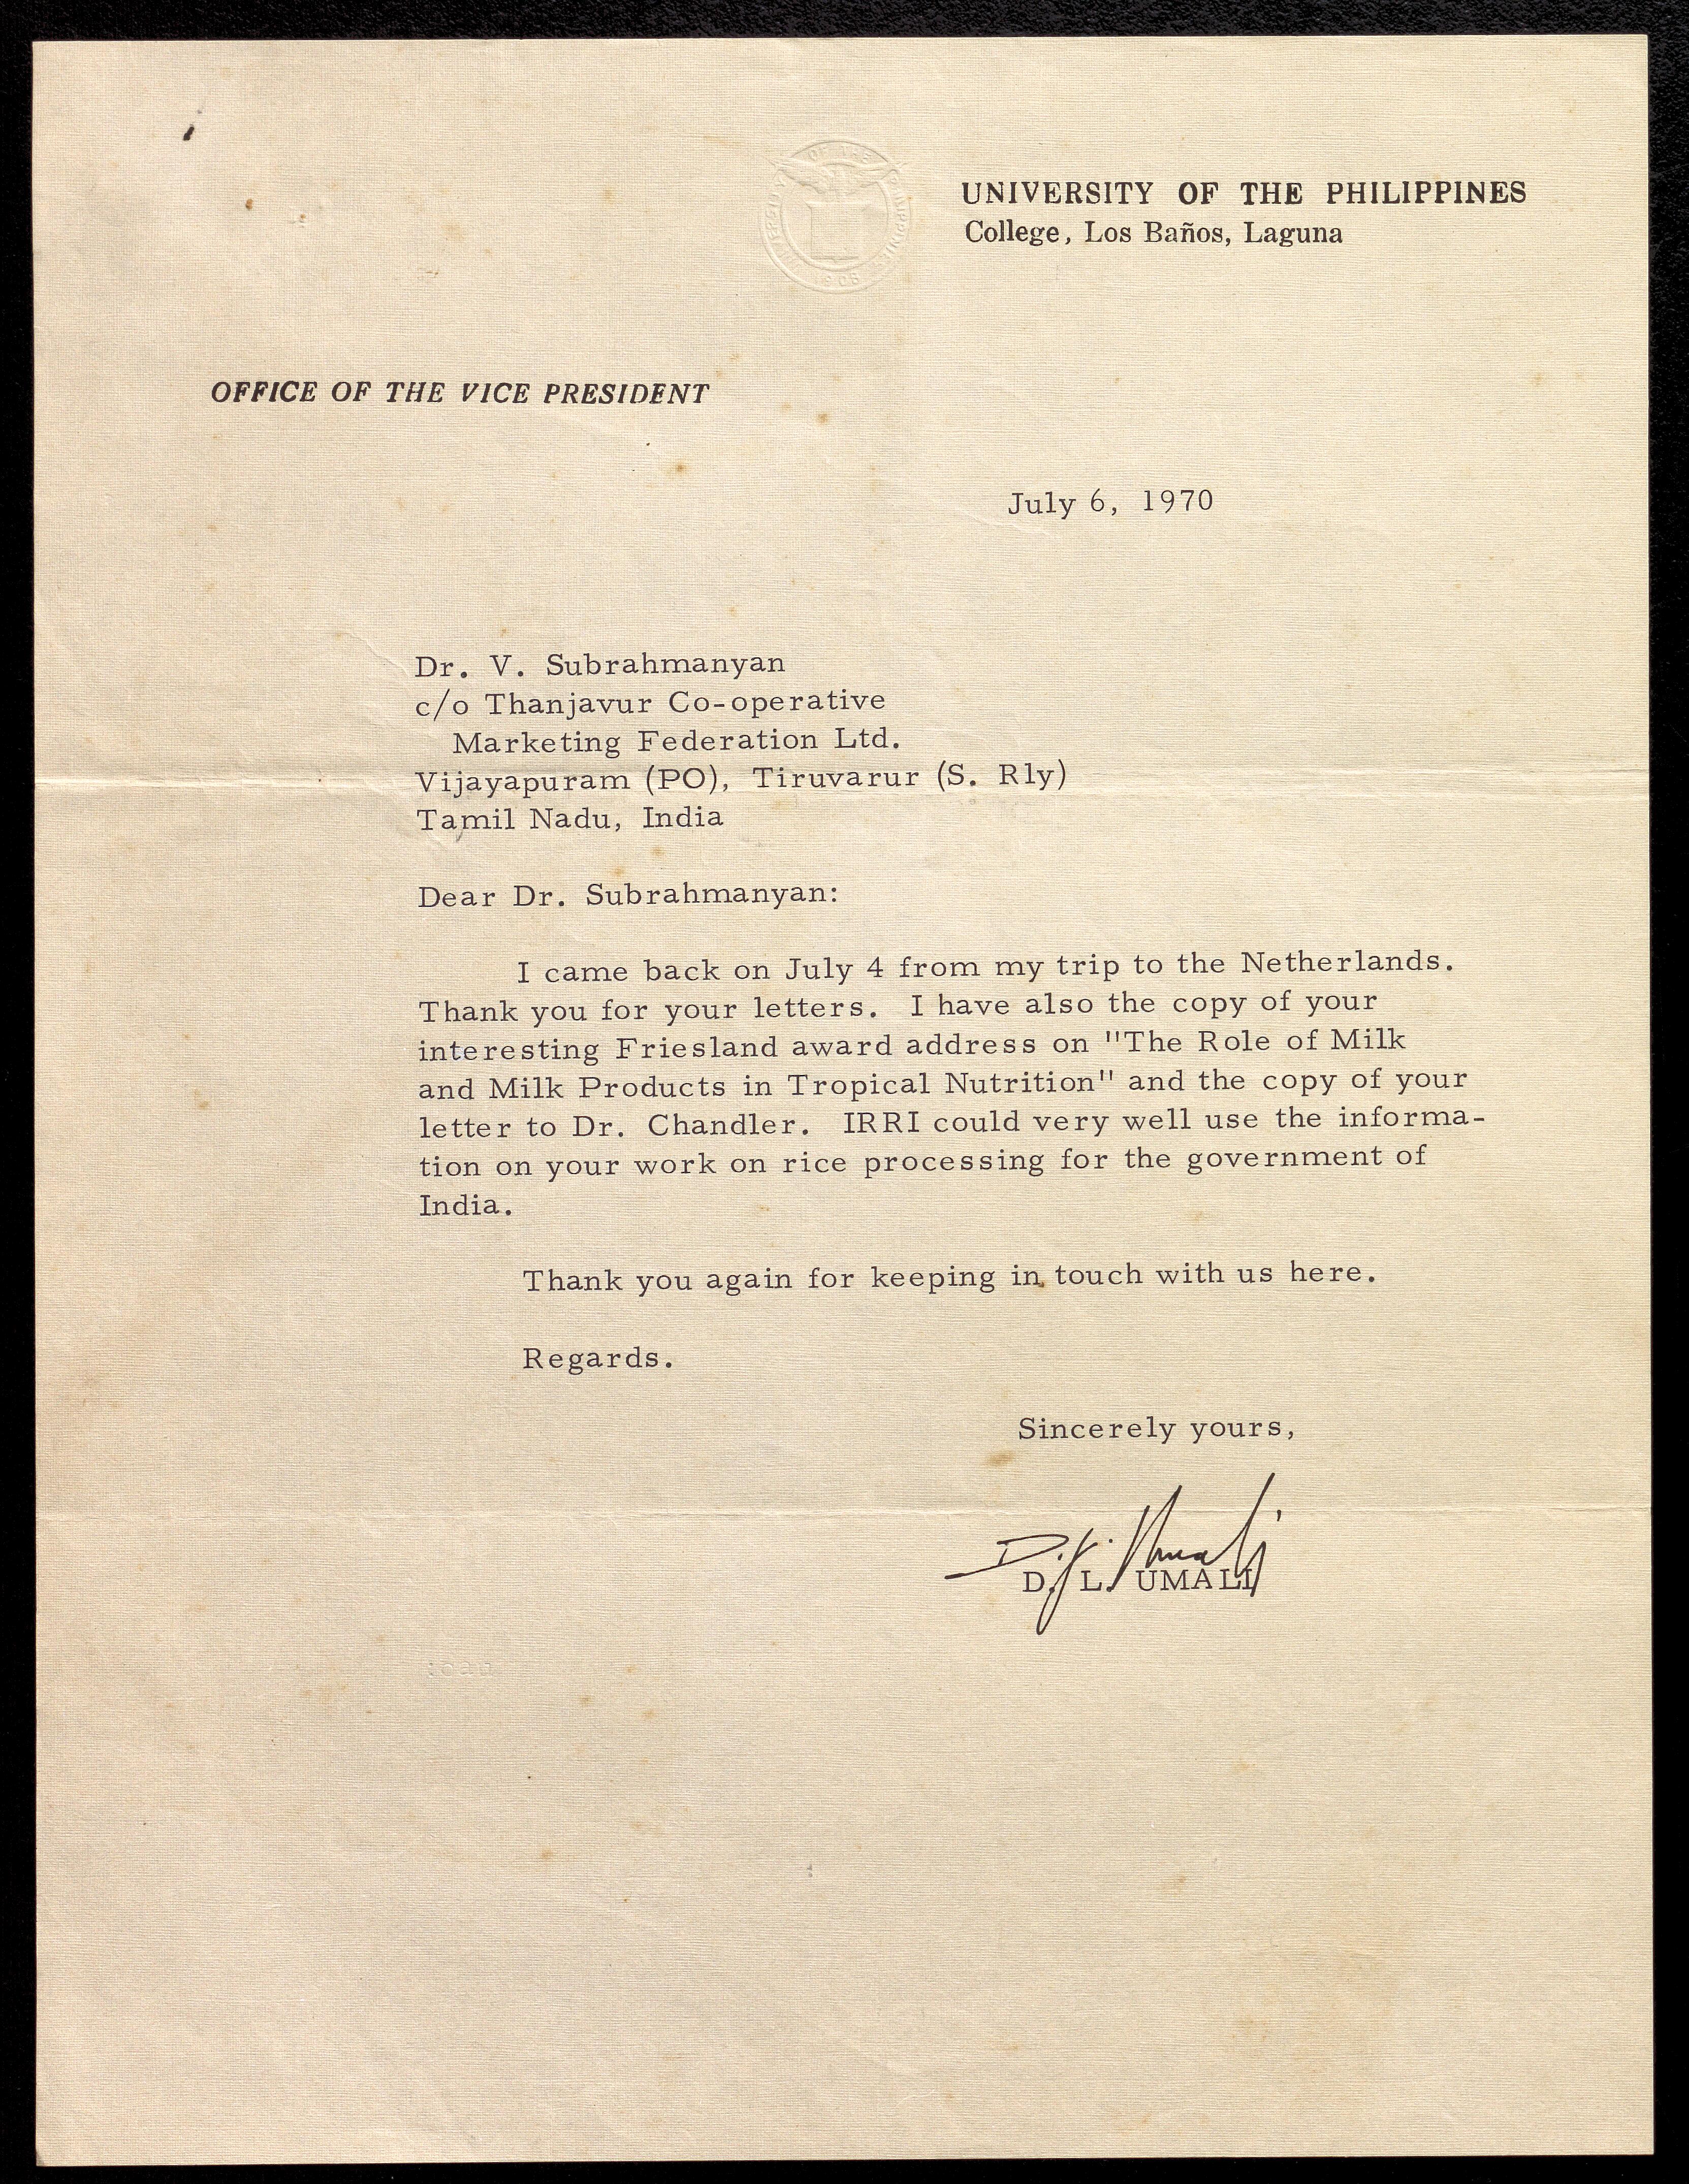 UNIVERSITY OF THE PHILIPPINES
College, Los Baños, Laguna
OFFICE OF THE VICE PRESIDENT
July 6, 1970
Dr. V. Subrahmanyan
c/o Thanjavur Co-operative
Marketing Federation Ltd.
Vijayapuram (PO), Tiruvarur (S. Rly)
Tamil Nadu, India
Dear Dr. Subrahmanyan:
I came back on July 4 from my trip to the Netherlands.
Thank you for your letters. I have also the copy of your
interesting Friesland award address on "The Role of Milk
and Milk Products in Tropical Nutrition" and the copy of your
letter to Dr. Chandler. IRRI could very well use the informa-
tion on your work on rice processing for the government of
India.
Thank you again for keeping in touch with us here.
Regards.
Sincerely yours,
D. L. Umali
D. L. UMALI